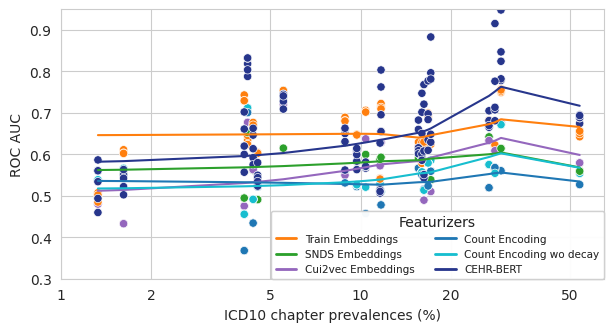 0.9
0.8
0.7
0.6
0.5
0.4
0.3
ROC AUC
Featurizers
Train Embeddings
SNDS Embeddings
Cui2vec Embeddings
Count Encoding
Count Encoding wo decay
CEHR-BERT
1 2 5 10 20 50
ICD10 chapter prevalences (%)